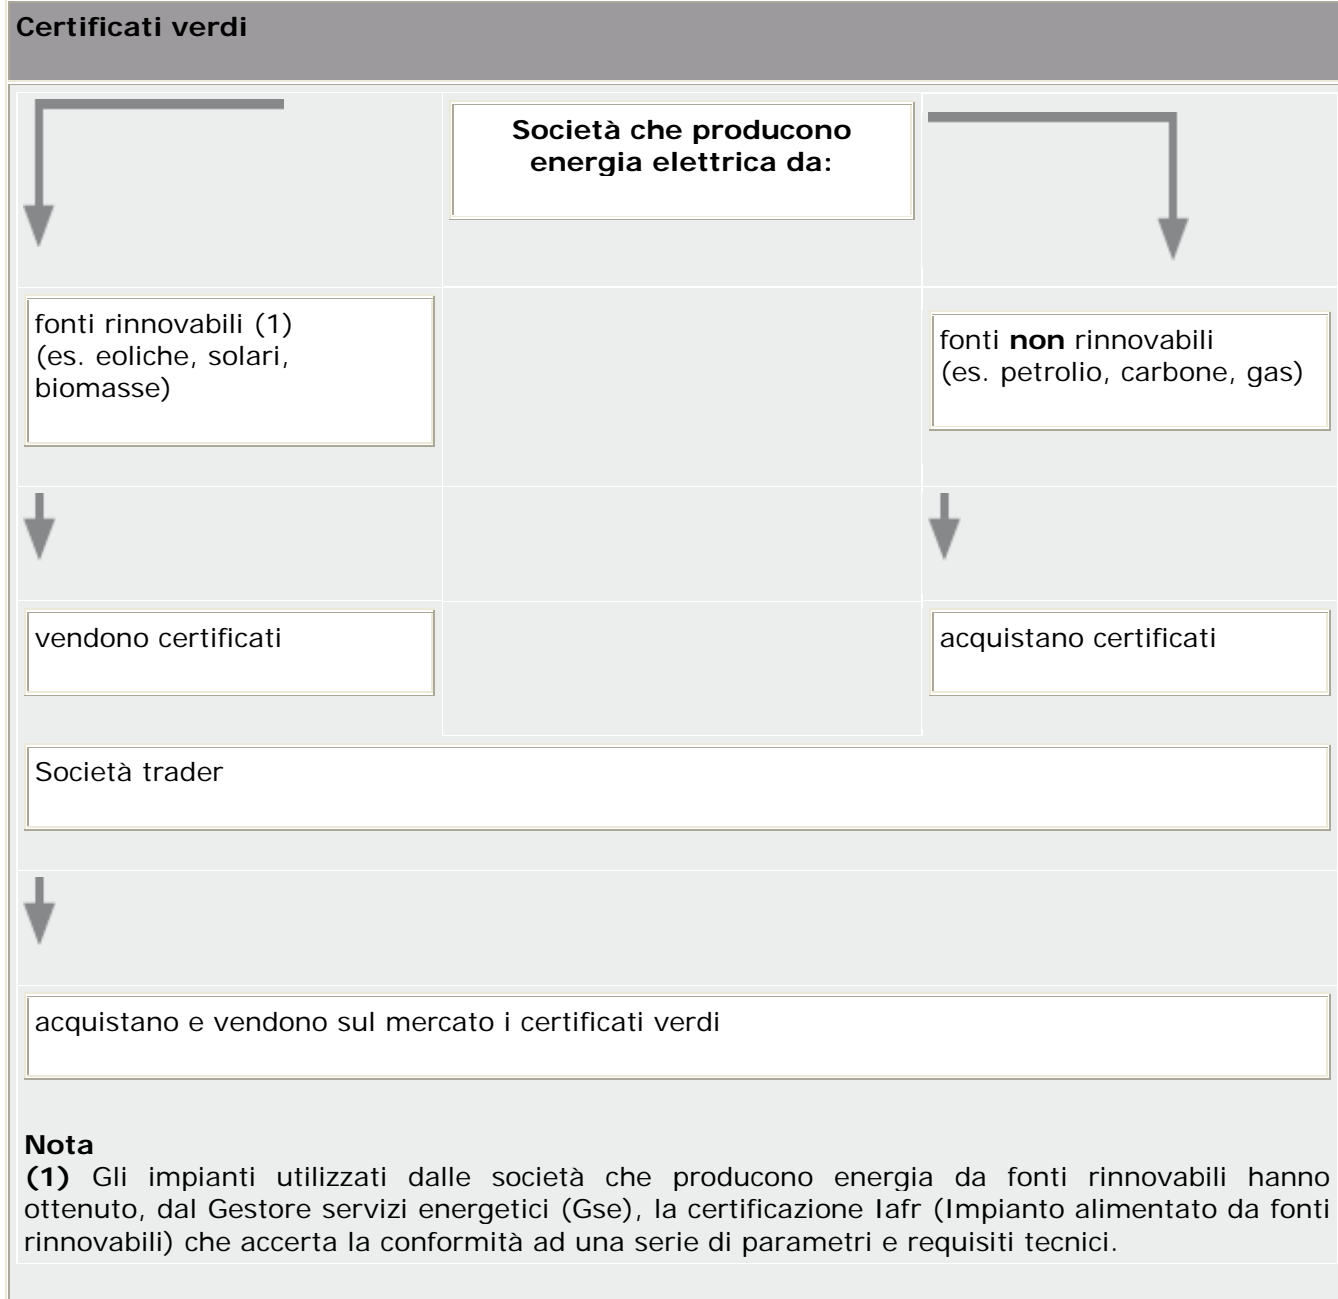 Certificati verdi
Società che producono
energia elettrica da:
fonti rinnovabili (1)
(es. eoliche, solari,
biomasse)
fonti non rinnovabili
(es. petrolio, carbone, gas)
vendono certificati
acquistano certificati
Società trader
acquistano e vendono sul mercato i certificati verdi
Nota
(1) Gli impianti utilizzati dalle società che producono energia da fonti rinnovabili hanno
ottenuto, dal Gestore servizi energetici (Gse), la certificazione Iafr (Impianto alimentato da fonti
rinnovabili) che accerta la conformità ad una serie di parametri e requisiti tecnici.